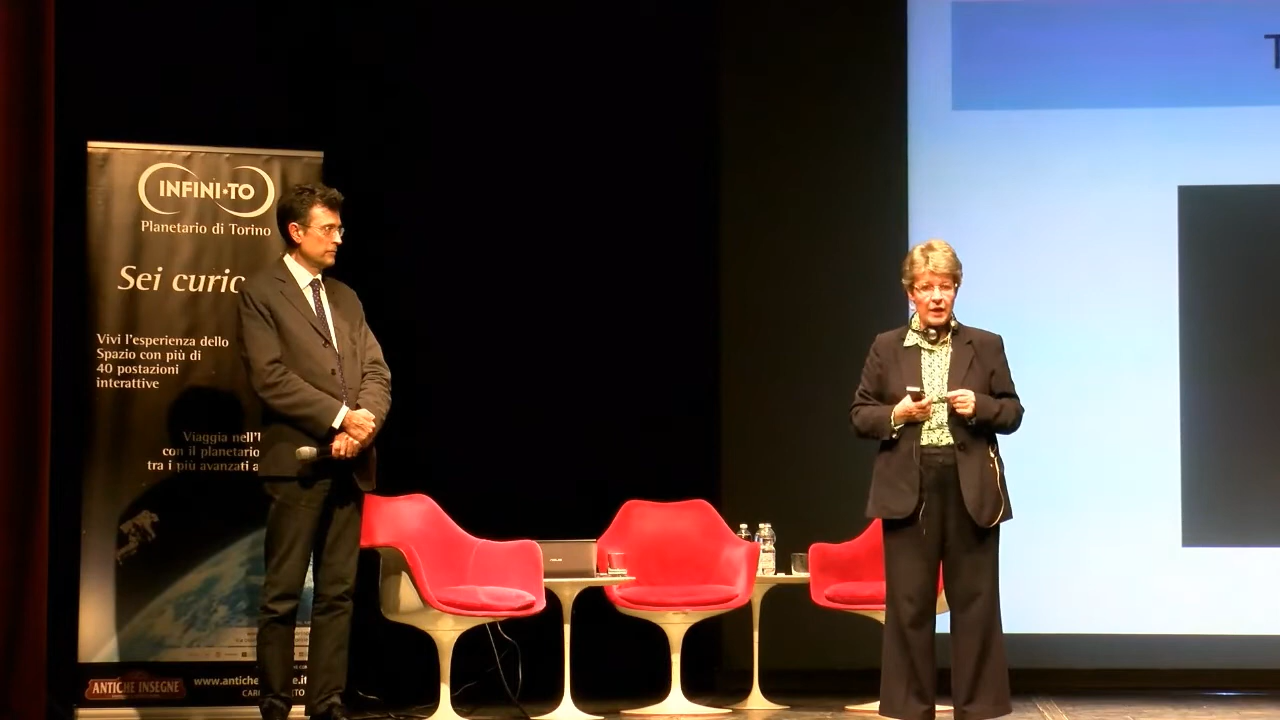 INFINI·TO
Planetario di Torino
Sei curio
Vivi l'esperienza dello
Spazio con più di
40 postazioni
interattive
Viaggia nell'
con il planetario
tra i più avanzati a
ANTICHE INSEGNE
www.antiche
T